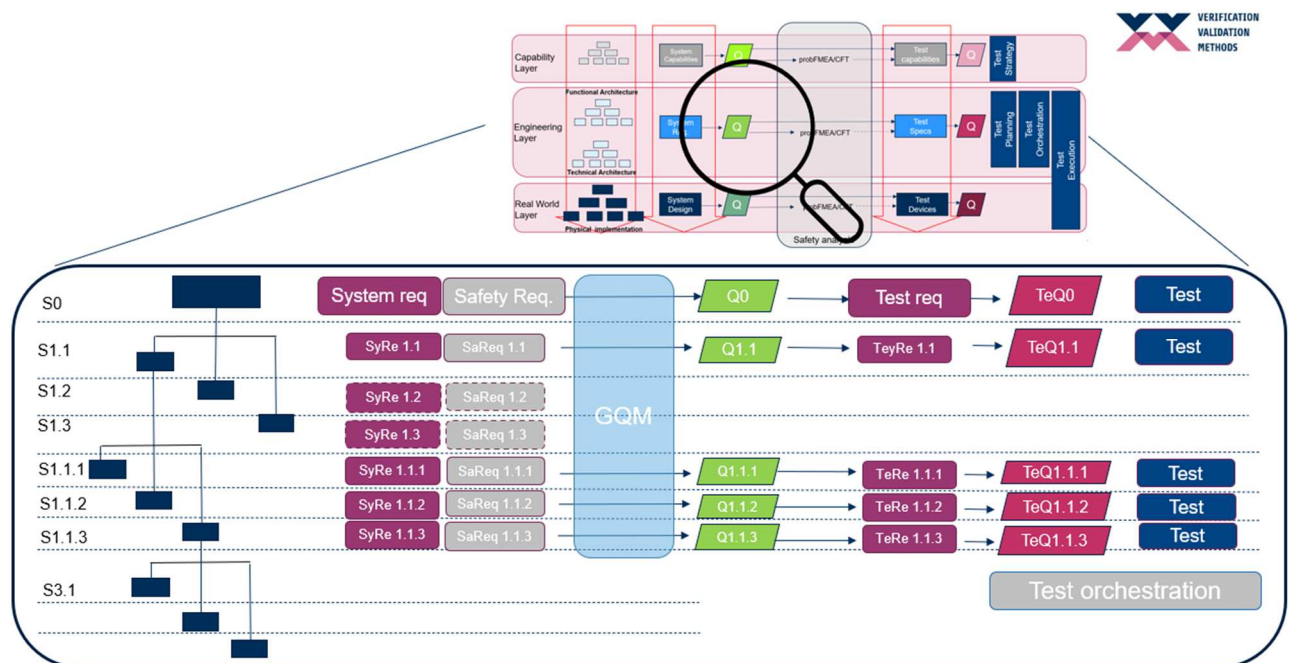 VERIFICATION
VALIDATION
METHODS
Capability
Layer
System
Capabilities
Q
probFMEA/CFT
Test
capabilities
Q
Test
Strategy
Functional Architecture
Engineering
Layer
System
Req
Q
probFMEA/CFT
Test
Specs
Q
Test
Planning
Test
Orchestration
Test
Execution
Technical Architecture
Real World
Layer
System
Design
Q
probFMEA/CFT
Test
Devices
Q
Physical implementation
Safety analysis
S0
System req
Safety Req.
Q0
Test req
TeQ0
Test
S1.1
SyRe 1.1
SaReq 1.1
Q1.1
TeyRe 1.1
TeQ1.1
Test
S1.2
SyRe 1.2
SaReq 1.2
GQM
S1.3
SyRe 1.3
SaReq 1.3
S1.1.1
SyRe 1.1.1
SaReq 1.1.1
Q1.1.1
TeRe 1.1.1
TeQ1.1.1
Test
S1.1.2
SyRe 1.1.2
SaReq 1.1.2
Q1.1.2
TeRe 1.1.2
TeQ1.1.2
Test
S1.1.3
SyRe 1.1.3
SaReq 1.1.3
Q1.1.3
TeRe 1.1.3
TeQ1.1.3
Test
S3.1
Test orchestration